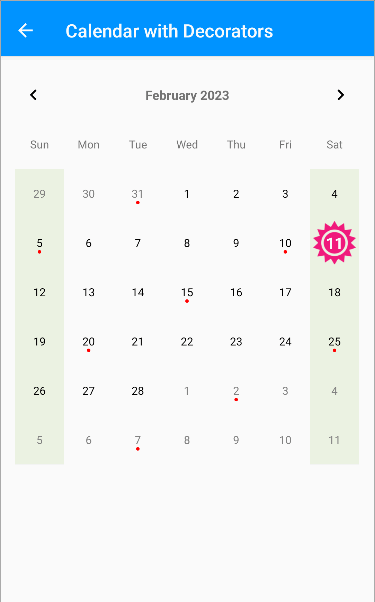 Calendar with Decorators
February 2023
Sun Mon Tue Wed Thu Fri Sat
29 30 31 1 2 3 4
5 6 7 8 9 10 11
12 13 14 15 16 17 18
19 20 21 22 23 24 25
26 27 28 1 2 3 4
5 6 7 8 9 10 11